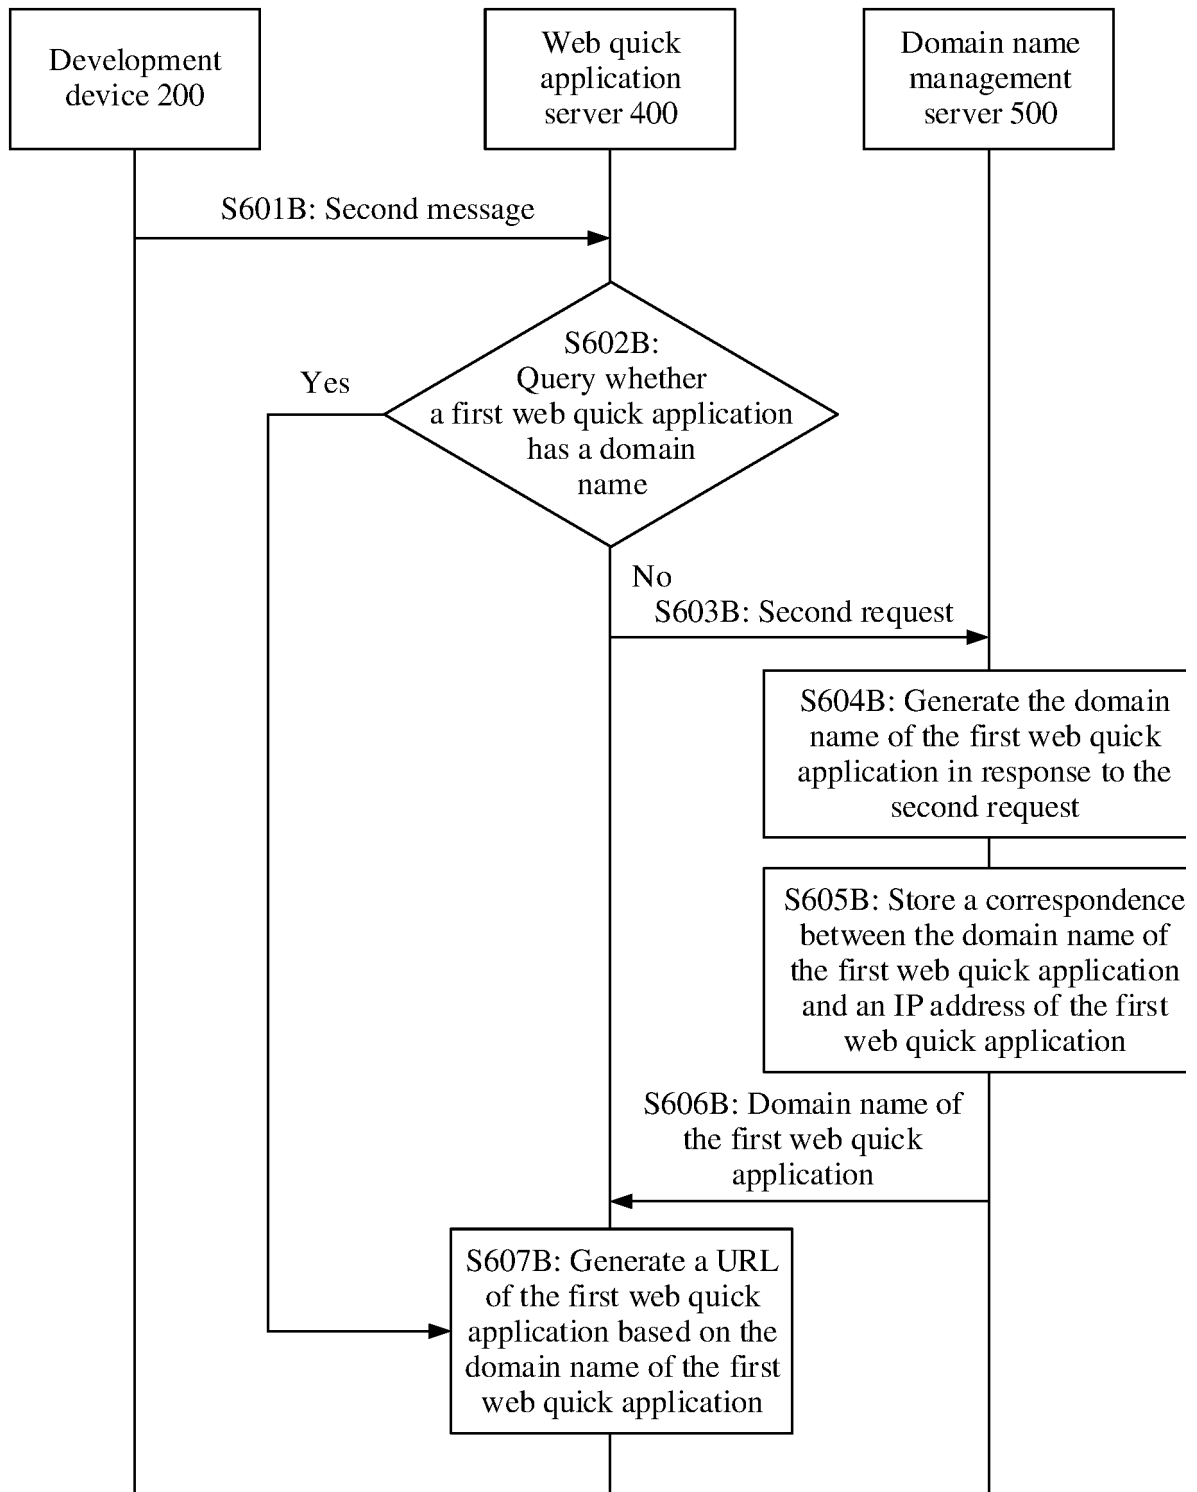 Development
device 200
Web quick
application
server 400
Domain name
management
server 500
S601B: Second message
S602B:
Query whether
a first web quick application
has a domain
name
Yes
No
S603B: Second request
S604B: Generate the domain
name of the first web quick
application in response to the
second request
S605B: Store a correspondence
between the domain name of
the first web quick application
and an IP address of the first
web quick application
S606B: Domain name of
the first web quick
application
S607B: Generate a URL
of the first web quick
application based on the
domain name of the first
web quick application